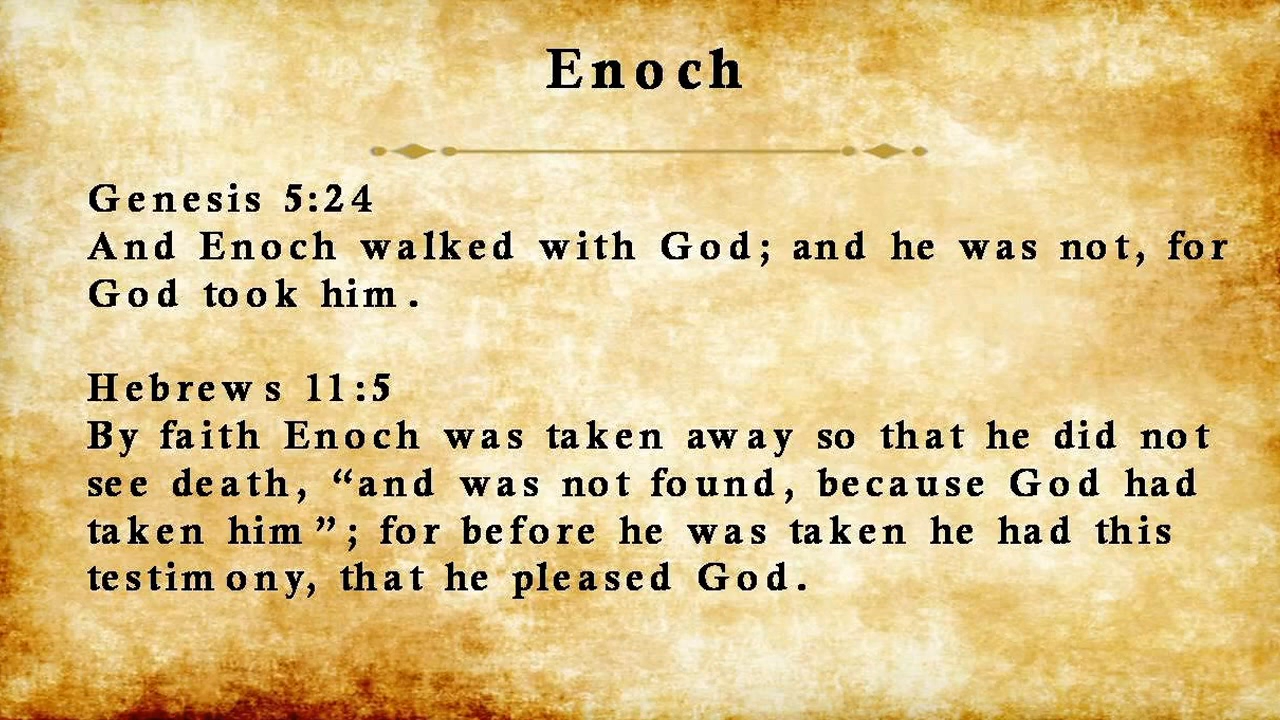 Enoch
Genesis 5:24
And Enoch walked with God; and he was not, for
God took him.
Hebrews 11:5
By faith Enoch was taken away so that he did not
see death, “and was not found, because God had
taken him”; for before he was taken he had this
testimony, that he pleased God.